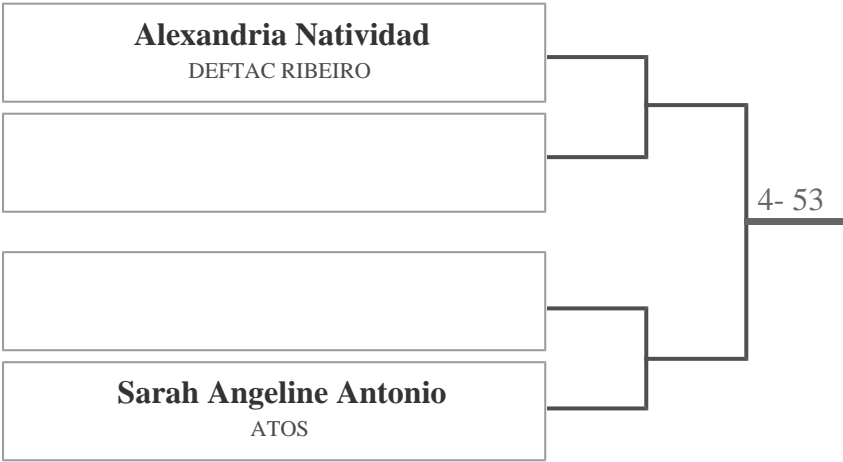 Alexandria Natividad
DEFTAC RIBEIRO
4- 53
Sarah Angeline Antonio
ATOS